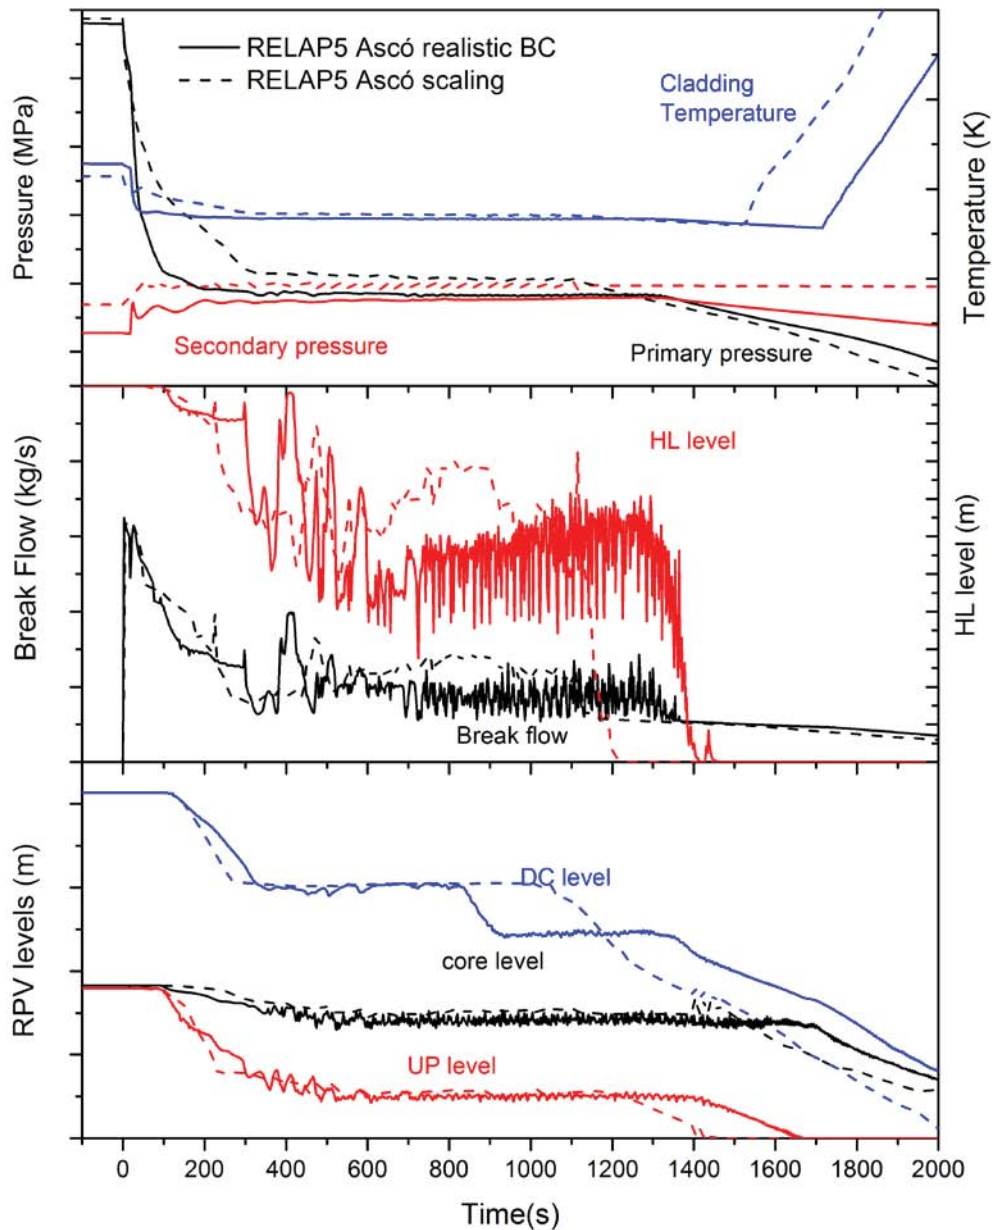 RELAP5 Ascó realistic BC
RELAP5 Ascó scaling
Cladding
Temperature
Pressure (MPa)
Temperature (K)
Secondary pressure
Primary pressure
HL level
Break Flow (kg/s)
HL level (m)
Break flow
DC level
RPV levels (m)
core level
UP level
0 200 400 600 800 1000 1200 1400 1600 1800 2000
Time(s)